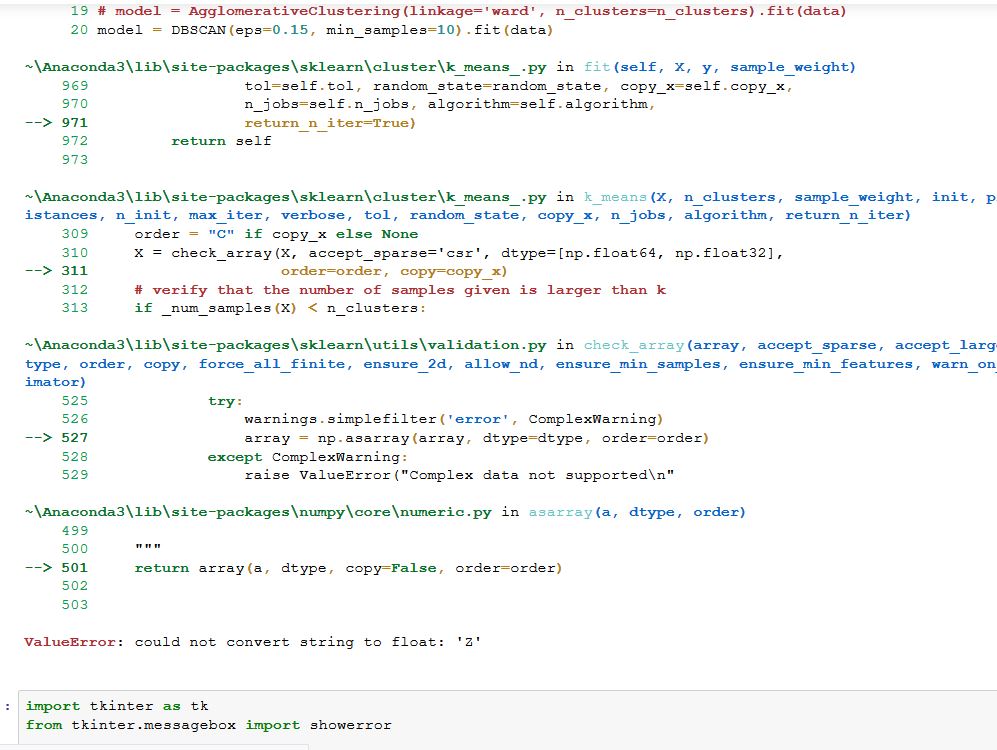 19 # model = AgglomerativeClustering(linkage='ward', n_clusters=n_clusters).fit(data)
20 model = DBSCAN(eps=0.15, min_samples=10).fit(data)
~\Anaconda3\lib\site-packages\sklearn\cluster\k_means_.py in fit(self, X, y, sample_weight)
969 tol=self.tol, random_state=random_state, copy_x=self.copy_x,
970 n_jobs=self.n_jobs, algorithm=self.algorithm,
--> 971 return_n_iter=True)
972 return self
973
~\Anaconda3\lib\site-packages\sklearn\cluster\k_means_.py in k_means(X, n_clusters, sample_weight, init, p
istances, n_init, max_iter, verbose, tol, random_state, copy_x, n_jobs, algorithm, return_n_iter)
309 order = "C" if copy_x else None
310 X = check_array(X, accept_sparse='csr', dtype=[np.float64, np.float32],
--> 311 order=order, copy=copy_x)
312 # verify that the number of samples given is larger than k
313 if _num_samples(X) < n_clusters:
~\Anaconda3\lib\site-packages\sklearn\utils\validation.py in check_array(array, accept_sparse, accept_larg
type, order, copy, force_all_finite, ensure_2d, allow_nd, ensure_min_samples, ensure_min_features, warn_on
imator)
525 try:
526 warnings.simplefilter('error', ComplexWarning)
--> 527 array = np.asarray(array, dtype=dtype, order=order)
528 except ComplexWarning:
529 raise ValueError("Complex data not supported\n"
~\Anaconda3\lib\site-packages\numpy\core\numeric.py in asarray(a, dtype, order)
499
500 """
--> 501 return array(a, dtype, copy=False, order=order)
502
503
ValueError: could not convert string to float: 'Z'
: import tkinter as tk
from tkinter.messagebox import showerror